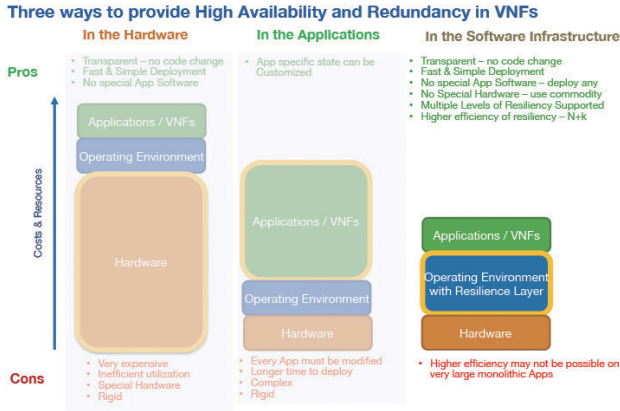 Three ways to provide High Availability and Redundancy in VNFs
In the Hardware
In the Applications
In the Software Infrastructure
Pros
• Transparent – no code change
• Fast & Simple Deployment
• No special App Software
• App specific state can be
Customized
• Transparent – no code change
• Fast & Simple Deployment
• No special App Software – deploy any
• No Special Hardware – use commodity
• Multiple Levels of Resiliency Supported
• Higher efficiency of resiliency – N+k
Costs & Resources
Applications / VNFs
Operating Environment
Hardware
Applications / VNFs
Operating Environment
Hardware
Applications / VNFs
Operating Environment
with Resilience Layer
Hardware
Cons
• Very expensive
• Inefficient utilization
• Special Hardware
• Rigid
• Every App must be modified
• Longer time to deploy
• Complex
• Rigid
• Higher efficiency may not be possible on
very large monolithic Apps